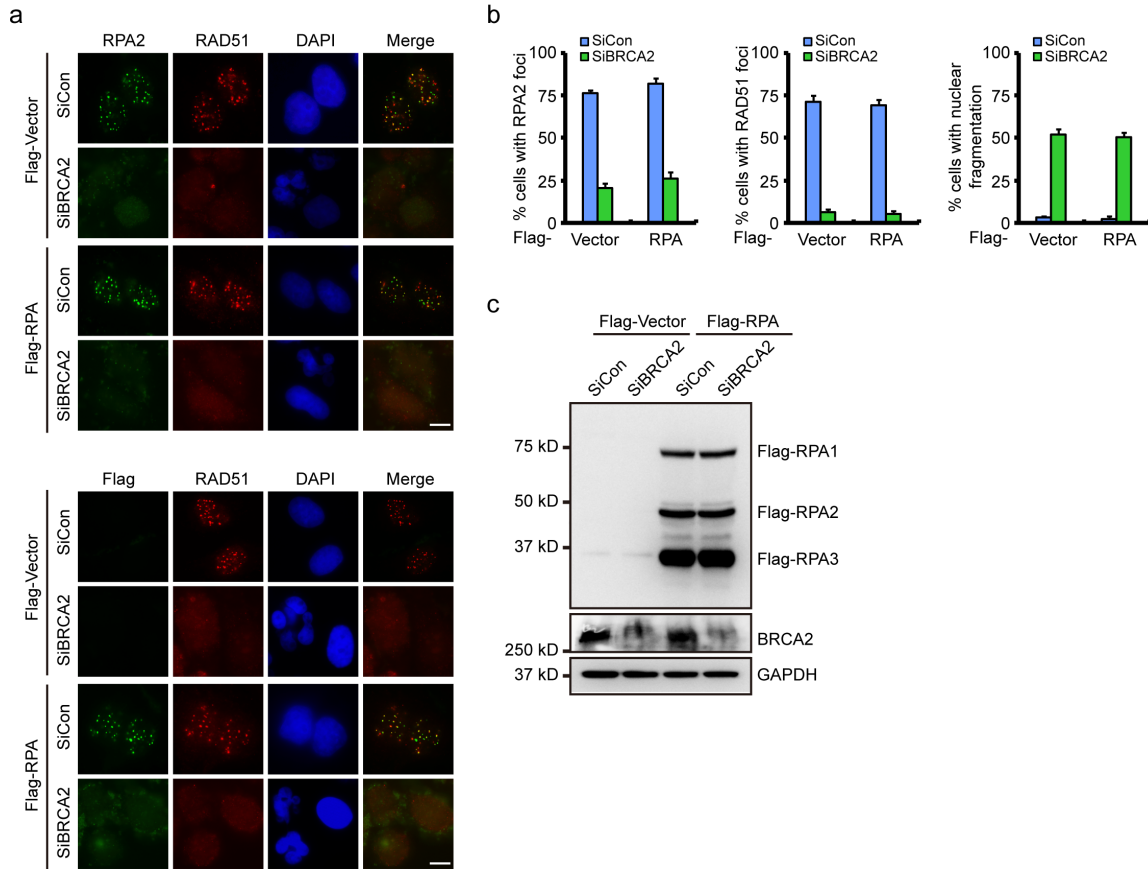 a
RPA2 RAD51 DAPI Merge
Flag-Vector
SiCon
SiBRCA2
Flag-RPA
SiCon
SiBRCA2
Flag RAD51 DAPI Merge
Flag-Vector
SiCon
SiBRCA2
Flag-RPA
SiCon
SiBRCA2
b
% cells with RPA2 foci
100
75
50
25
0
SiCon
SiBRCA2
Flag- Vector RPA
% cells with RAD51 foci
100
75
50
25
0
SiCon
SiBRCA2
Flag- Vector RPA
% cells with nuclear
fragmentation
100
75
50
25
0
SiCon
SiBRCA2
Flag- Vector RPA
c
Flag-Vector Flag-RPA
SiCon SiBRCA2 SiCon SiBRCA2
75 kD Flag-RPA1
50 kD Flag-RPA2
37 kD Flag-RPA3
250 kD BRCA2
37 kD GAPDH